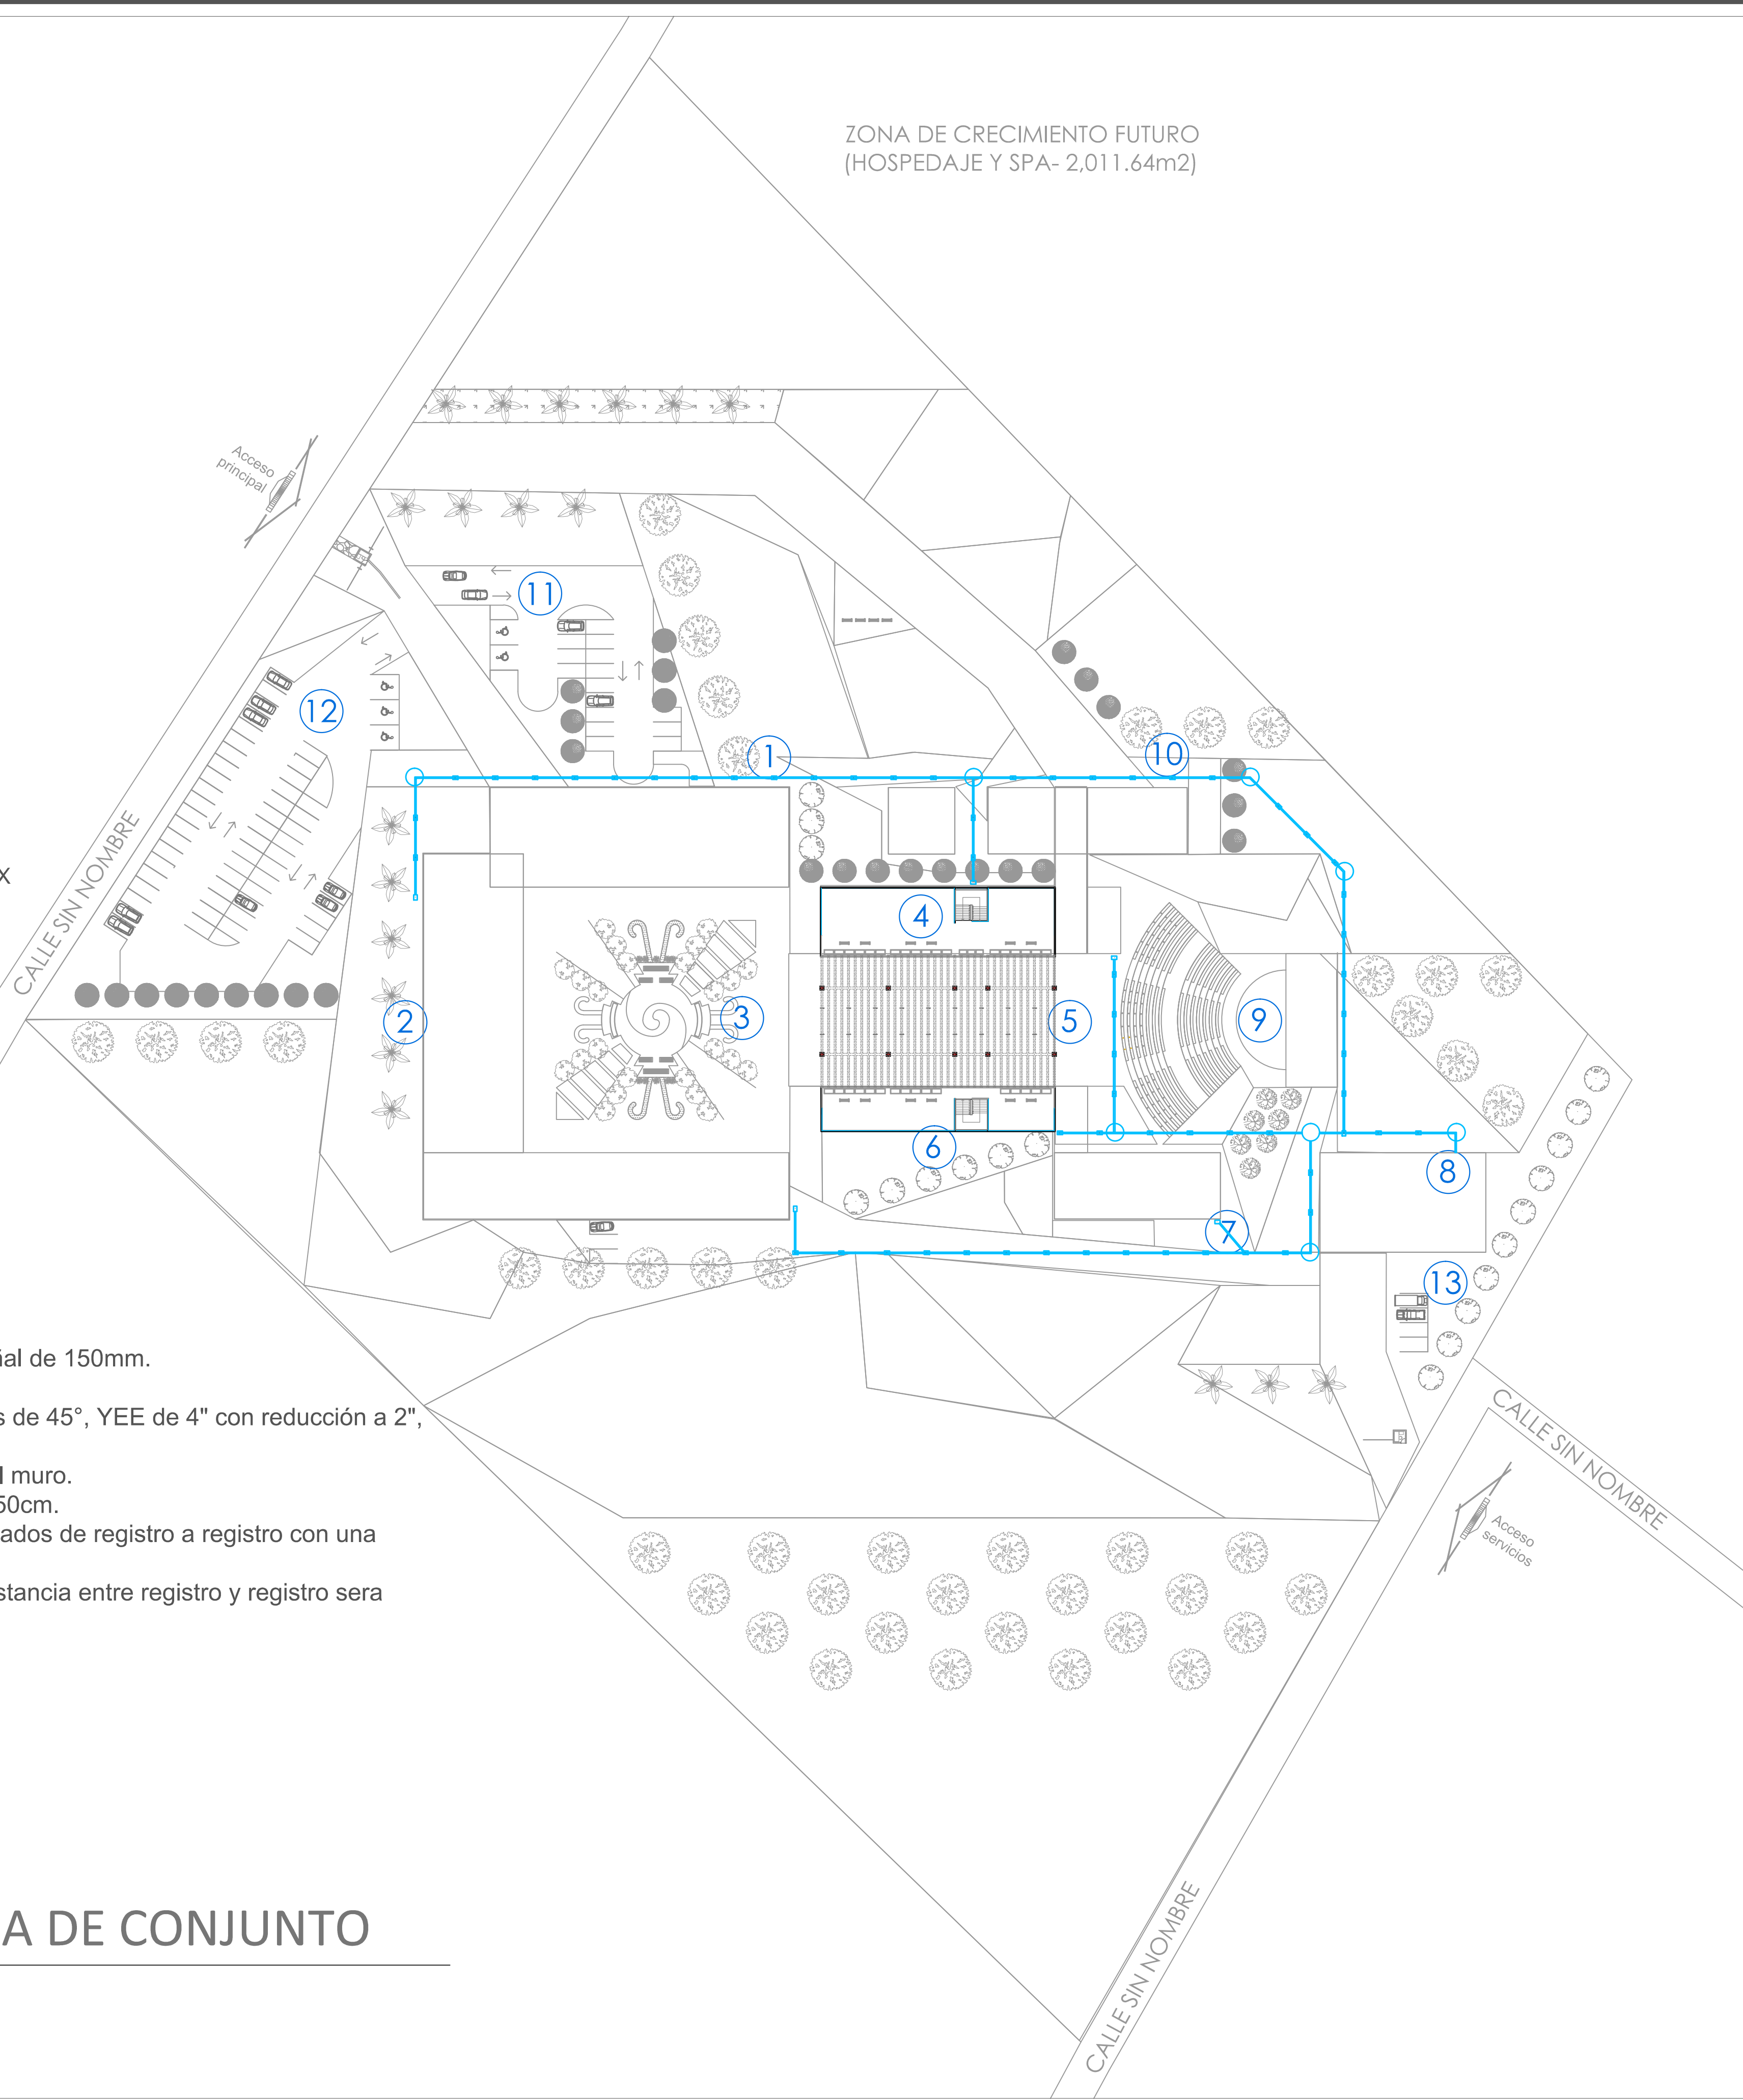 ZONA DE CRECIMIENTO FUTURO
(HOSPEDAJE Y SPA- 2,011.64m2)
Acceso
principal
11
12
1
10
CALLE SIN NOMBRE
X
4
2
3
5
9
6
8
7
13
al de 150mm.
s de 45°, YEE de 4" con reducción a 2",
l muro.
50cm.
ados de registro a registro con una
stancia entre registro y registro sera
CALLE SIN NOMBRE
Acceso
servicios
A DE CONJUNTO
CALLE SIN NOMBRE